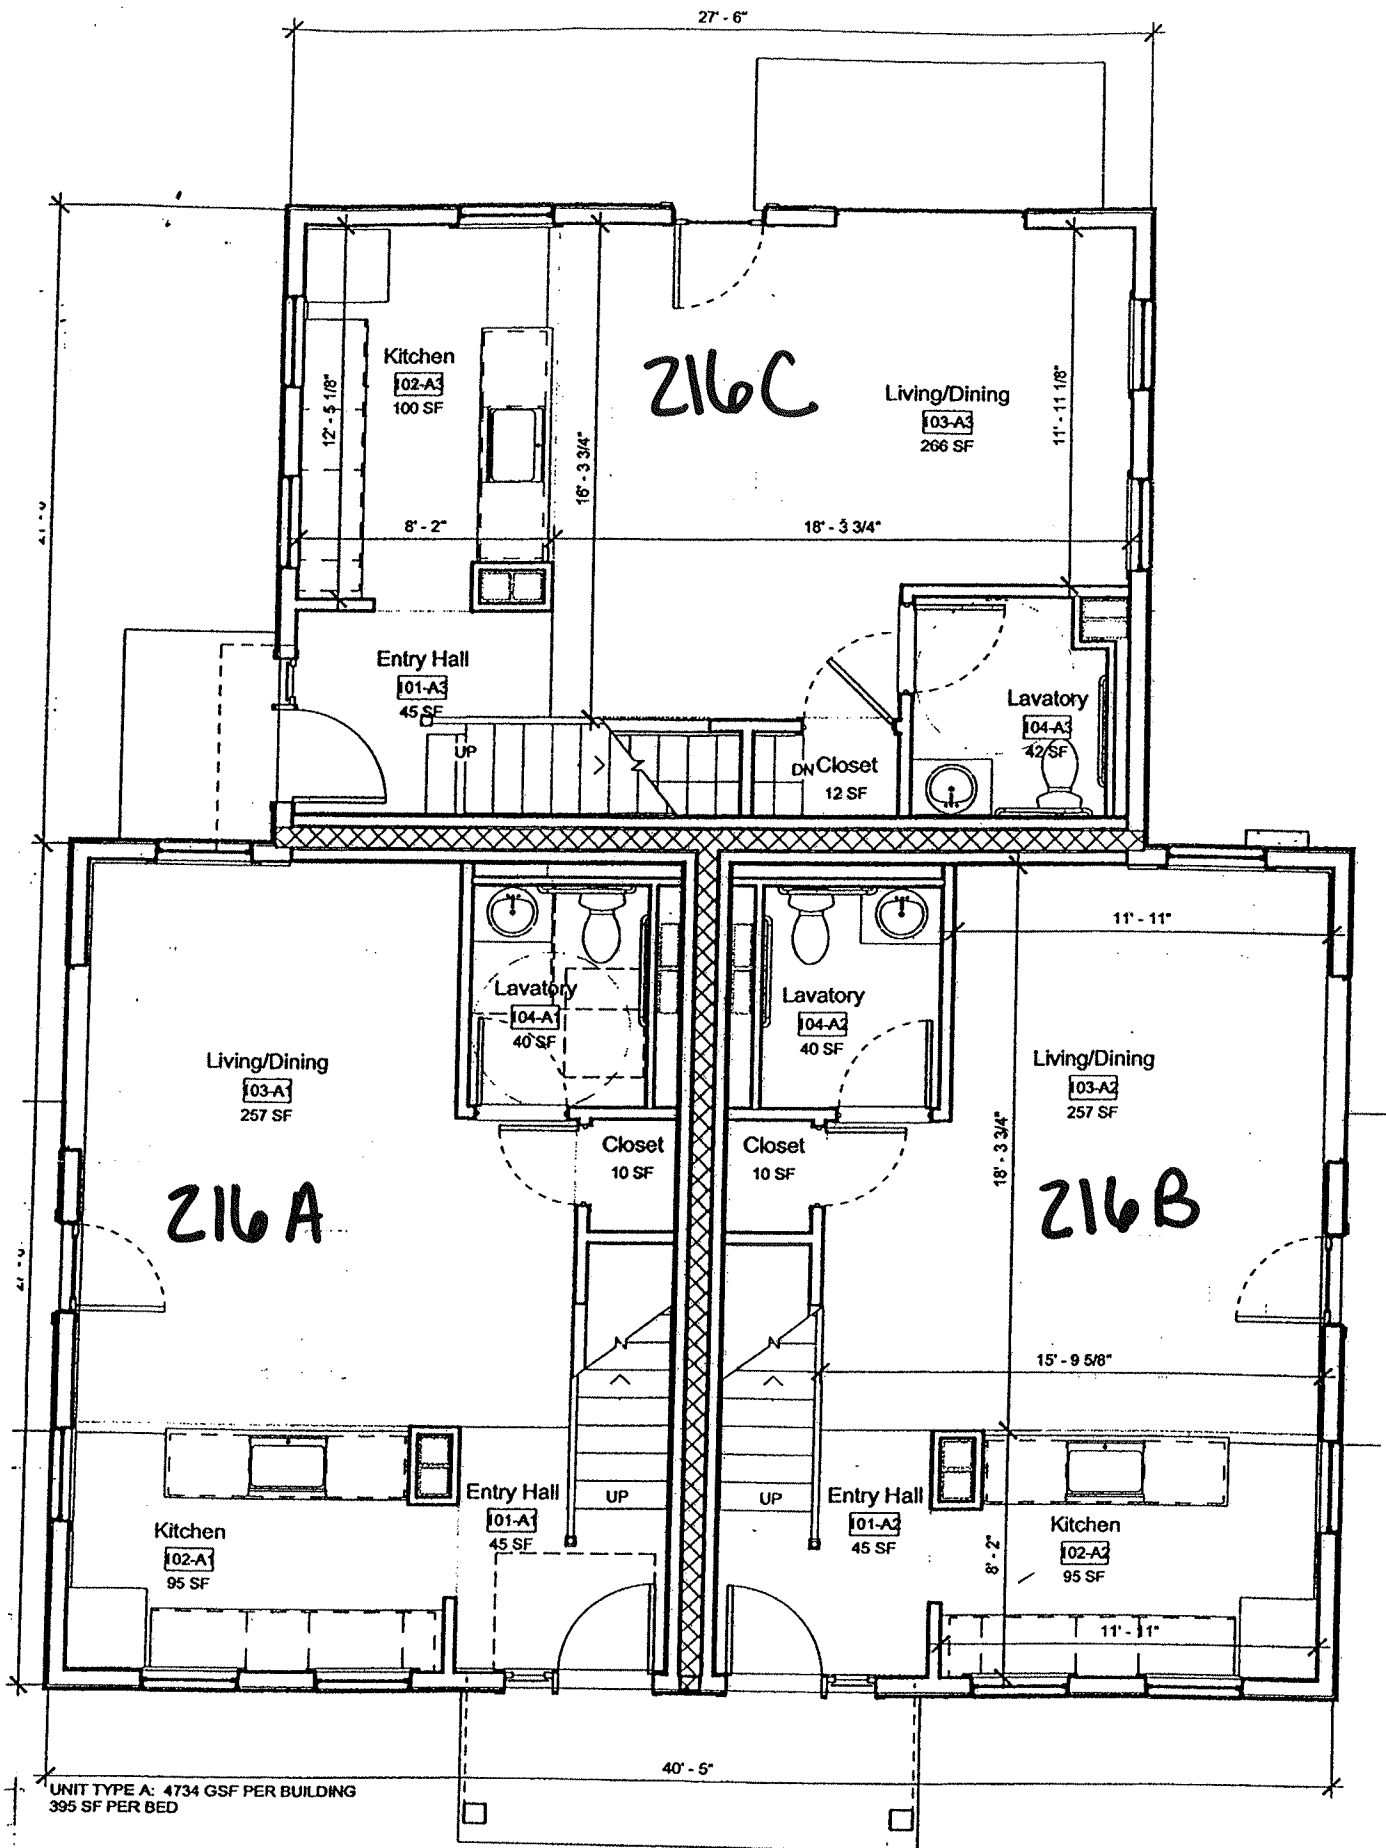 27' - 6"
Kitchen
102-A3
100 SF
216C
Living/Dining
103-A3
266 SF
12' - 5 1/8"
16' - 3 3/4"
11' - 11 1/8"
8' - 2"
18' - 3 3/4"
Entry Hall
101-A3
45 SF
UP
DN
Closet
12 SF
Lavatory
104-A3
42 SF
11' - 11"
Lavatory
104-A1
40 SF
Lavatory
104-A2
40 SF
Living/Dining
103-A1
257 SF
Living/Dining
103-A2
257 SF
Closet
10 SF
Closet
10 SF
18' - 3 3/4"
216A
216B
15' - 9 5/8"
Entry Hall
101-A1
45 SF
UP
UP
Entry Hall
101-A2
45 SF
Kitchen
102-A1
95 SF
Kitchen
102-A2
95 SF
8' - 2"
11' - 11"
40' - 5"
UNIT TYPE A: 4734 GSF PER BUILDING
395 SF PER BED